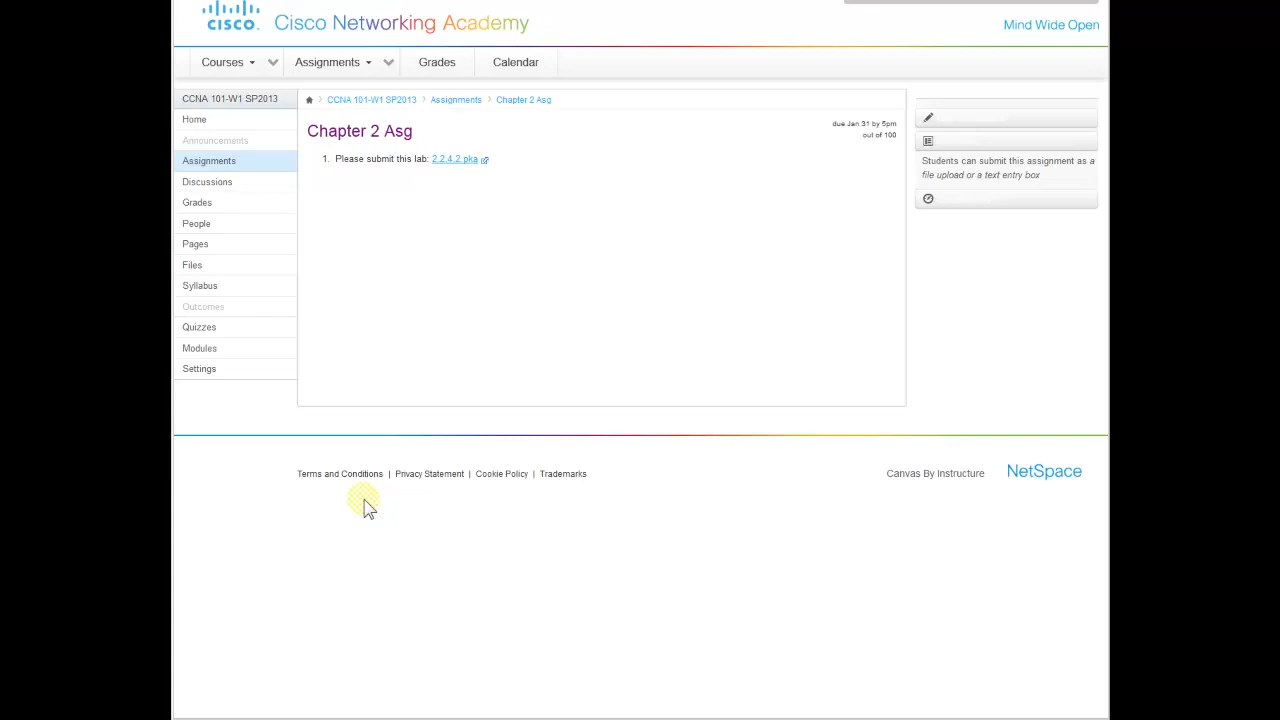 cisco. Cisco Networking Academy
Mind Wide Open
Courses
Assignments
Grades
Calendar
CCNA 101-W1 SP2013
Home
Announcements
Assignments
Discussions
Grades
People
Pages
Files
Syllabus
Outcomes
Quizzes
Modules
Settings
CCNA 101-W1 SP2013 Assignments Chapter 2 Asg
Chapter 2 Asg
due Jan 31 by 5pm
out of 100
1. Please submit this lab: 2.2.4.2.pka
Students can submit this assignment as a
file upload or a text entry box
Terms and Conditions | Privacy Statement | Cookie Policy | Trademarks
Canvas By Instructure
NetSpace